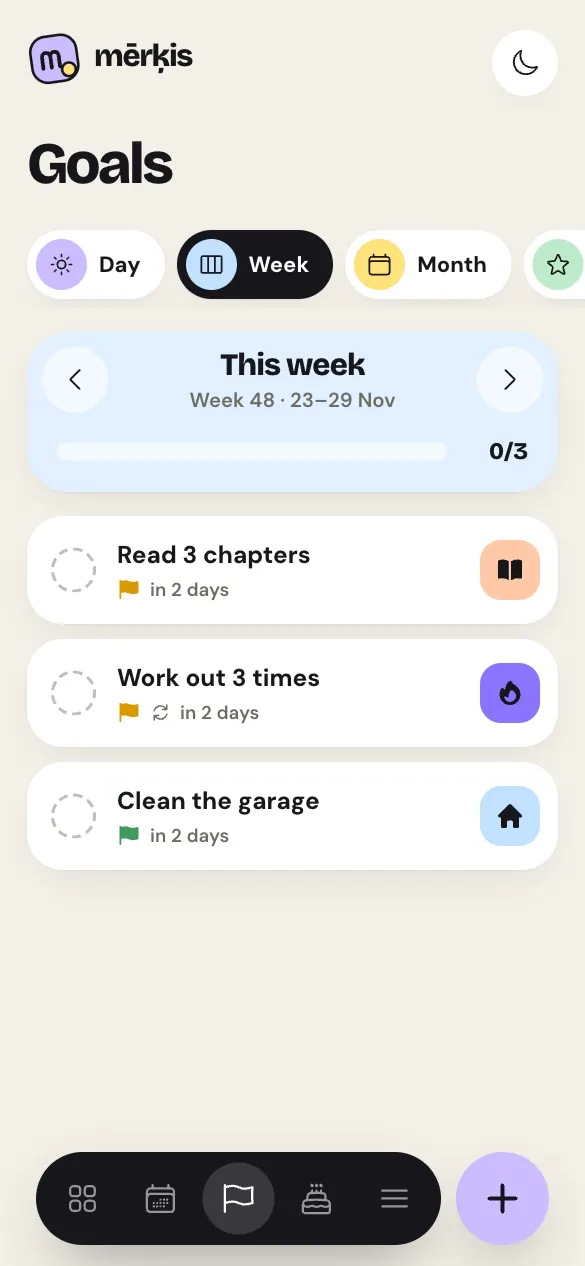 m
mērķis
Goals
Day
Week
Month
This week
Week 48 · 23–29 Nov
0/3
Read 3 chapters
in 2 days
Work out 3 times
in 2 days
Clean the garage
in 2 days